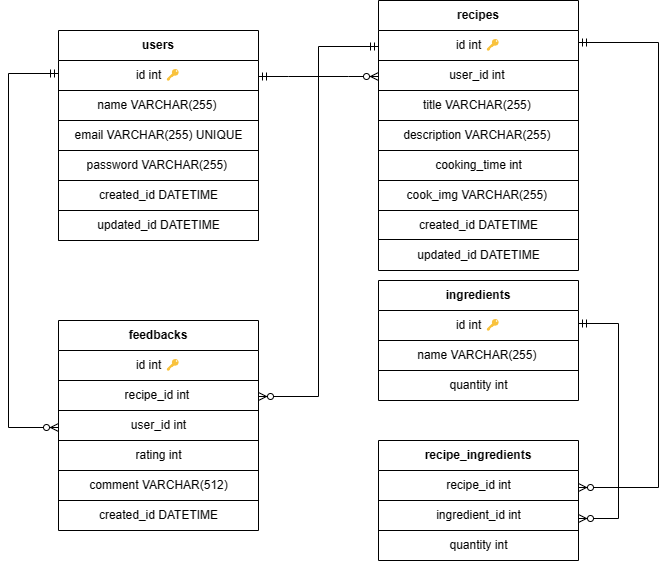 users
id int 🔑
name VARCHAR(255)
email VARCHAR(255) UNIQUE
password VARCHAR(255)
created_id DATETIME
updated_id DATETIME
recipes
id int 🔑
user_id int
title VARCHAR(255)
description VARCHAR(255)
cooking_time int
cook_img VARCHAR(255)
created_id DATETIME
updated_id DATETIME
feedbacks
id int 🔑
recipe_id int
user_id int
rating int
comment VARCHAR(512)
created_id DATETIME
ingredients
id int 🔑
name VARCHAR(255)
quantity int
recipe_ingredients
recipe_id int
ingredient_id int
quantity int